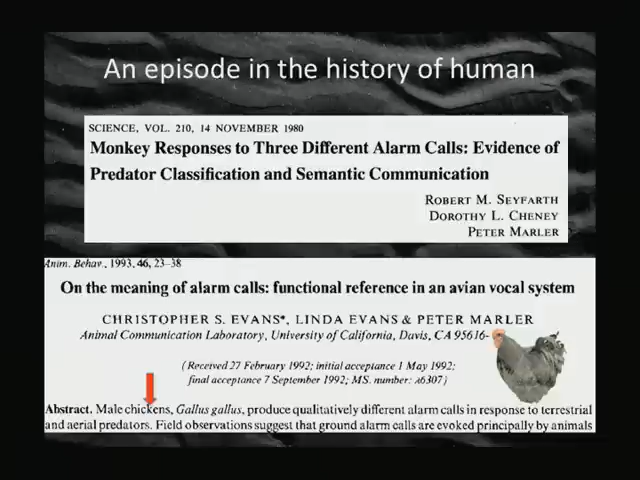 An episode in the history of human
SCIENCE, VOL. 210, 14 NOVEMBER 1980
Monkey Responses to Three Different Alarm Calls: Evidence of
Predator Classification and Semantic Communication
ROBERT M. SEYFARTH
DOROTHY L. CHENEY
PETER MARLER
Anim. Behav., 1993, 46, 23–38
On the meaning of alarm calls: functional reference in an avian vocal system
CHRISTOPHER S. EVANS*, LINDA EVANS & PETER MARLER
Animal Communication Laboratory, University of California, Davis, CA 95616-
(Received 27 February 1992; initial acceptance 1 May 1992;
final acceptance 7 September 1992; MS. number: A6307)
Abstract. Male chickens, Gallus gallus, produce qualitatively different alarm calls in response to terrestrial
and aerial predators. Field observations suggest that ground alarm calls are evoked principally by animals